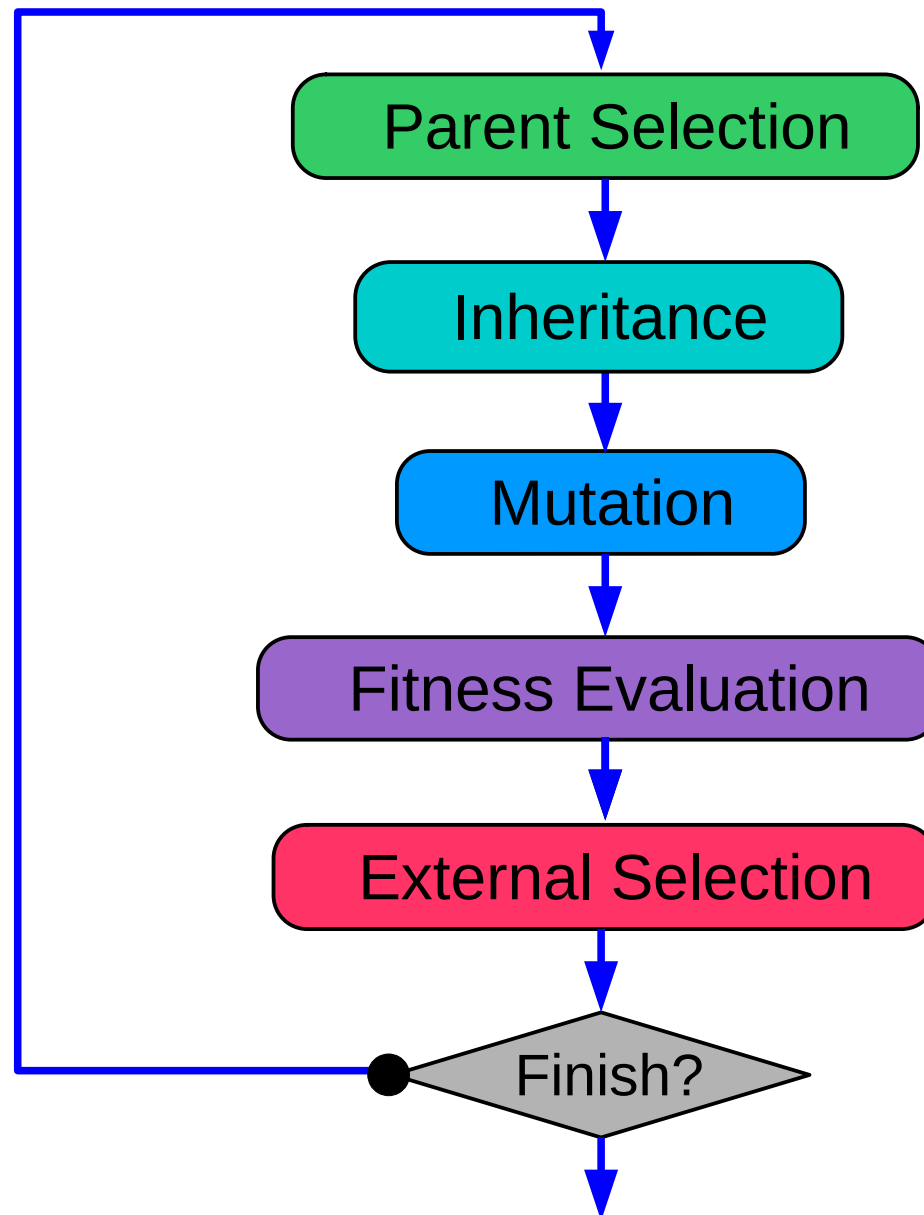 Parent Selection
Inheritance
Mutation
Fitness Evaluation
External Selection
Finish?